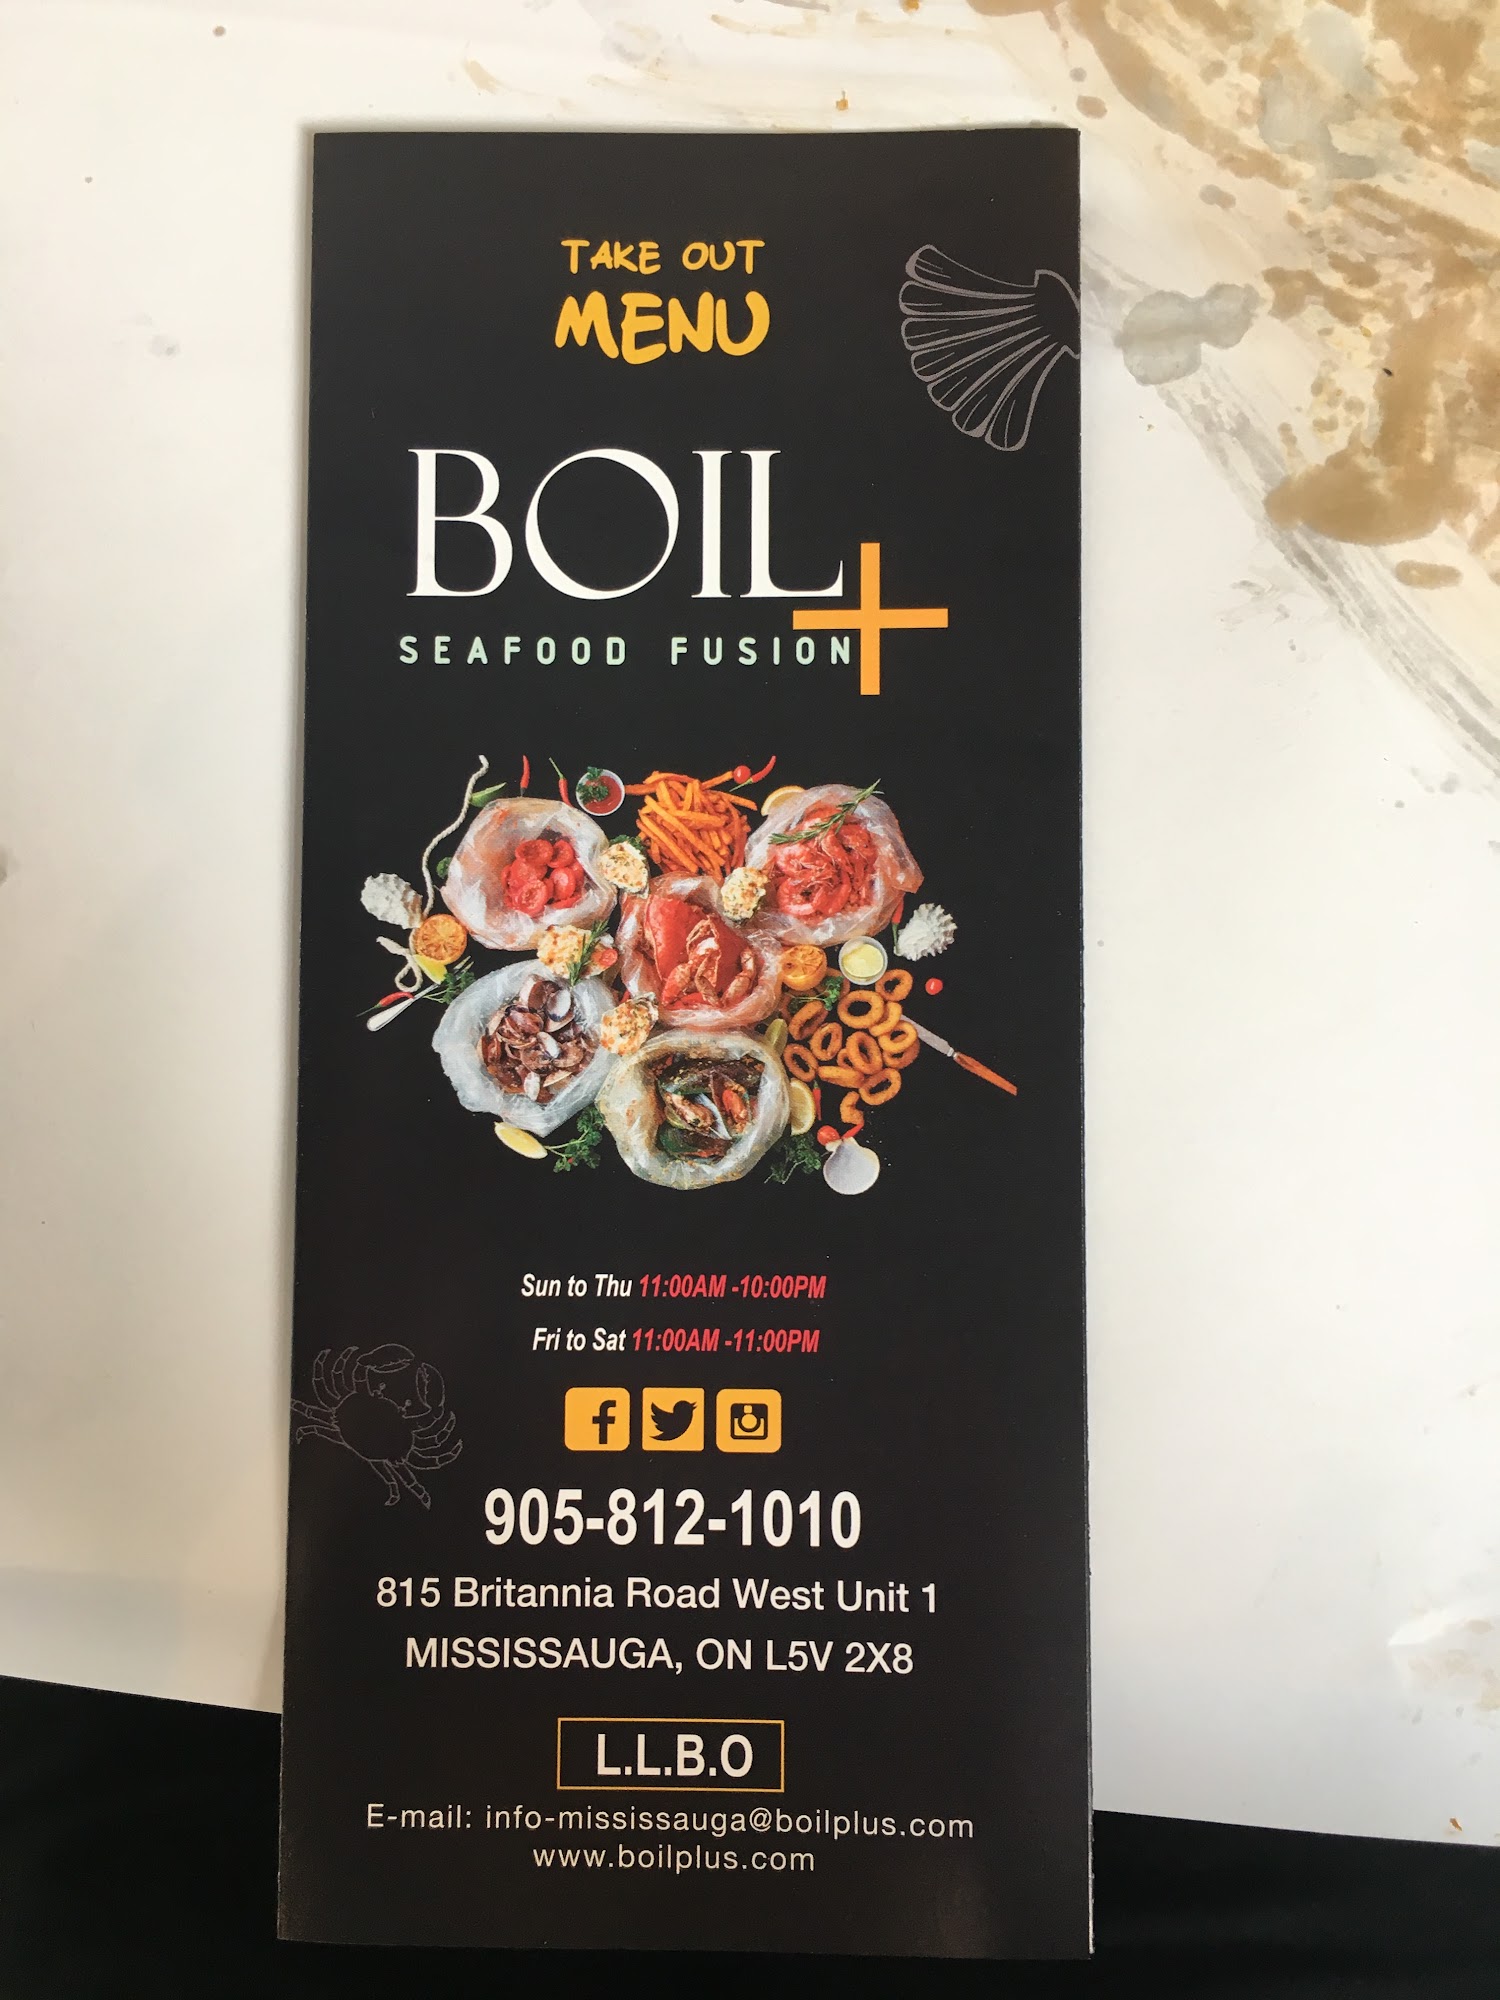 TAKE OUT
MENU
BOIL+
SEAFOOD FUSION
Sun to Thu 11:00AM -10:00PM
Fri to Sat 11:00AM -11:00PM
905-812-1010
815 Britannia Road West Unit 1
MISSISSAUGA, ON L5V 2X8
L.L.B.O
E-mail: info-mississauga@boilplus.com
www.boilplus.com